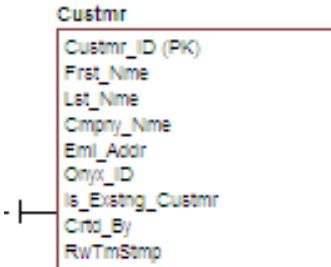 Custmr
Custmr_ID (PK)
Frst_Nme
Lst_Nme
Cmpny_Nme
Eml_Addr
Onyx_ID
Is_Exstng_Custmr
Crtd_By
RwTmStmp